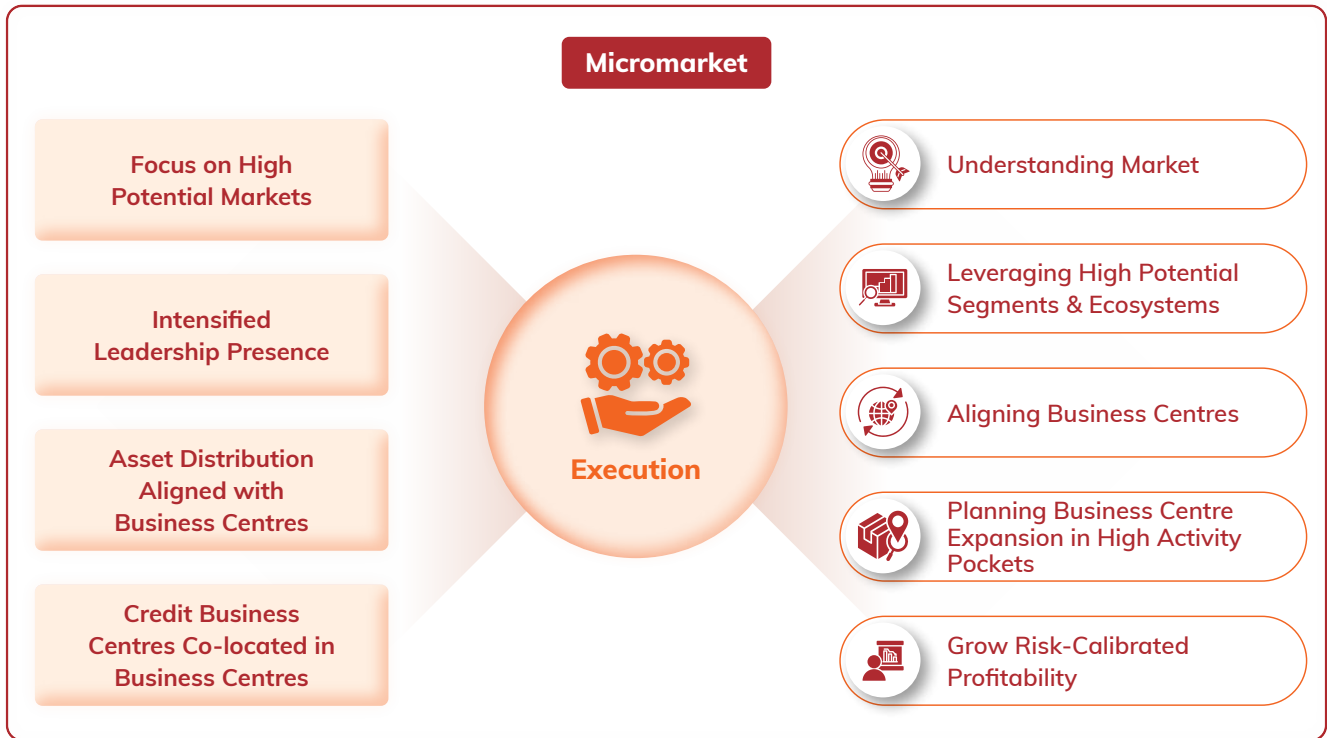 Micromarket
Focus on High
Potential Markets
Intensified
Leadership Presence
Asset Distribution
Aligned with
Business Centres
Credit Business
Centres Co-located in
Business Centres
Execution
Understanding Market
Leveraging High Potential
Segments & Ecosystems
Aligning Business Centres
Planning Business Centre
Expansion in High Activity
Pockets
Grow Risk-Calibrated
Profitability